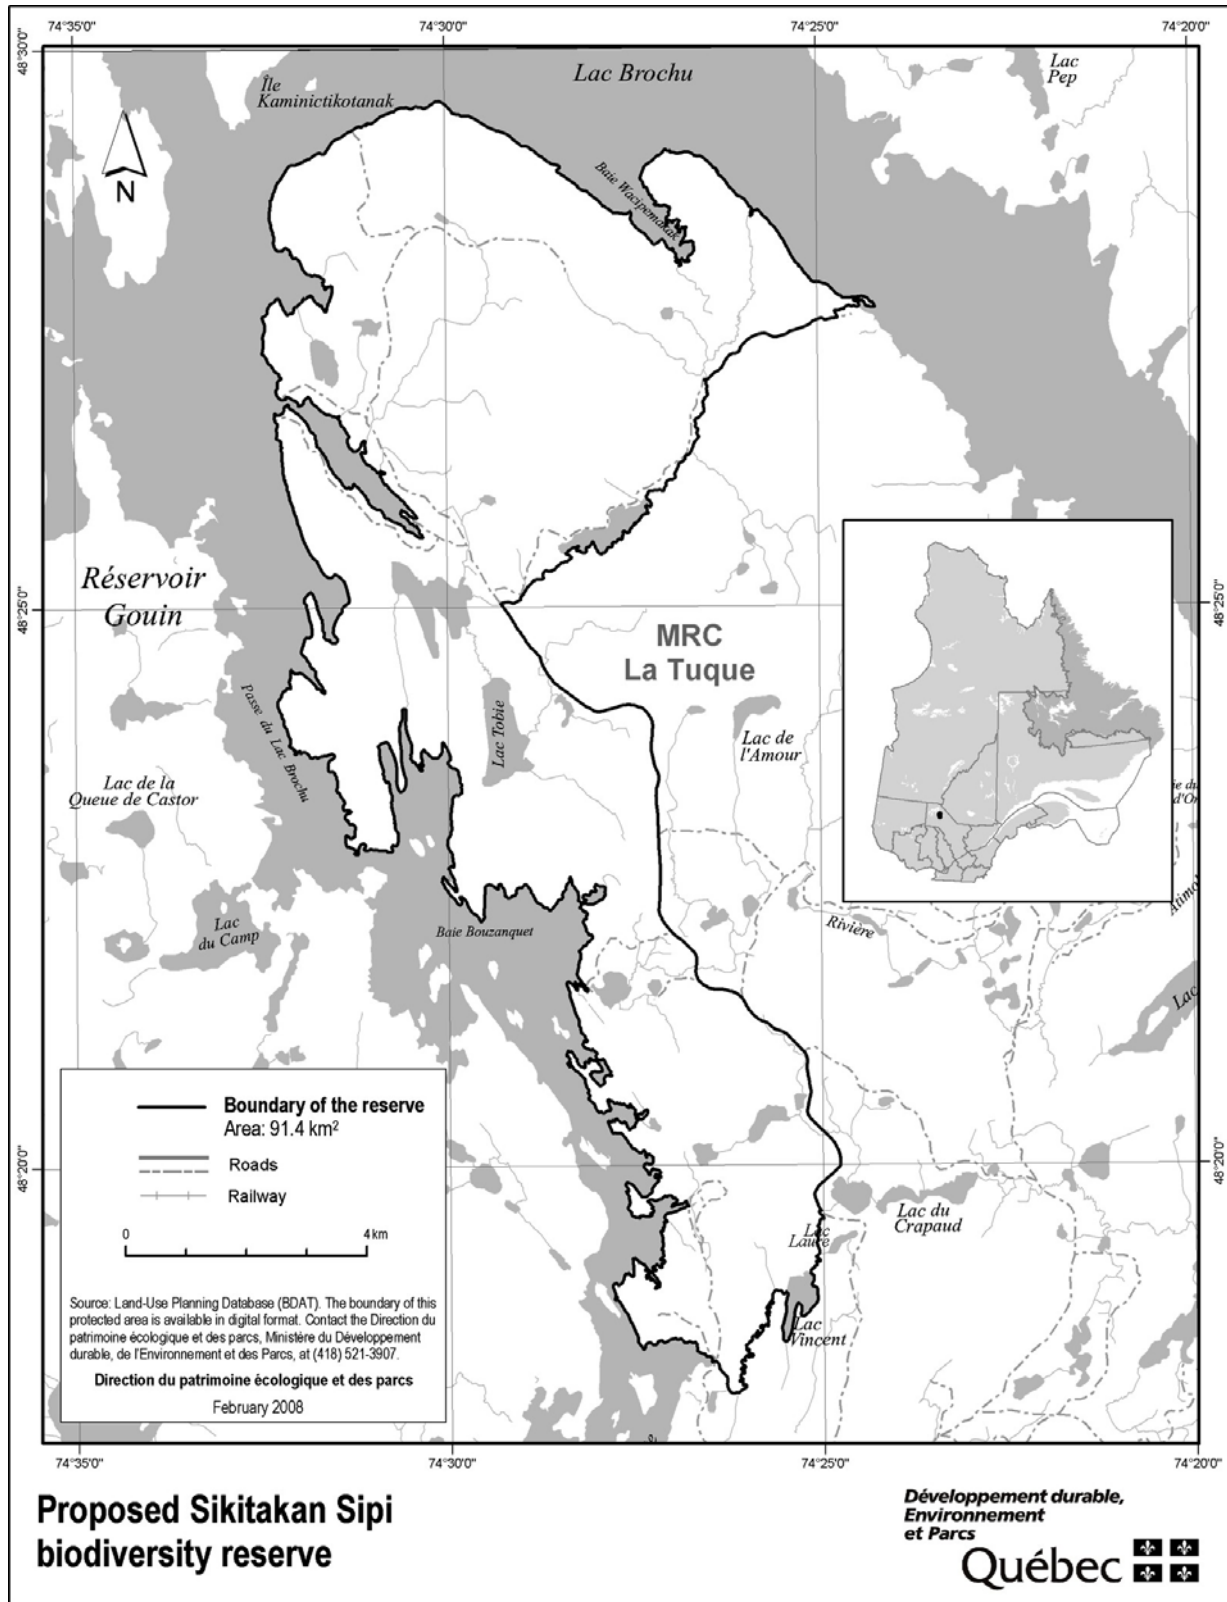 74°35'0"
74°30'0"
74°25'0"
74°20'0"
48°30'0"
Île
Kaminictikotanak
Lac Brochu
Lac
Pep
N
Baie Wacipemakak
Réservoir
Gouin
48°25'0"
48°25'0"
MRC
La Tuque
Passe du Lac Brochu
Lac Tobie
Lac de
l'Amour
Lac de la
Queue de Castor
ie du
d'Or
Lac
du Camp
Baie Bouzanquet
Rivière
Lac
Boundary of the reserve
Area: 91.4 km²
Roads
Railway
0
4 km
48°20'0"
48°20'0"
Lac du
Crapaud
Lac
Laure
Lac
Vincent
Source: Land-Use Planning Database (BDAT). The boundary of this
protected area is available in digital format. Contact the Direction du
patrimoine écologique et des parcs, Ministère du Développement
durable, de l'Environnement et des Parcs, at (418) 521-3907.
Direction du patrimoine écologique et des parcs
February 2008
74°35'0"
74°30'0"
74°25'0"
74°20'0"
Proposed Sikitakan Sipi
biodiversity reserve
Développement durable,
Environnement
et Parcs
Québec